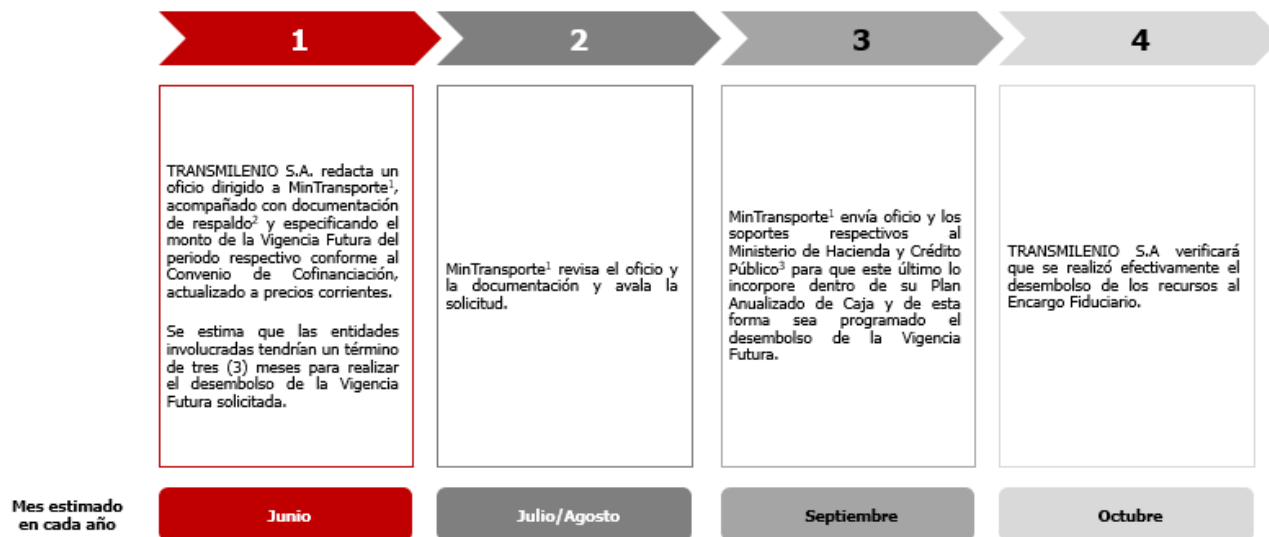 1
2
3
4
TRANSMILENIO S.A. redacta un
oficio dirigido a MinTransporte¹,
acompañado con documentación
de respaldo² y especificando el
monto de la Vigencia Futura del
periodo respectivo conforme al
Convenio de Cofinanciación,
actualizado a precios corrientes.
Se estima que las entidades
involucradas tendrían un término
de tres (3) meses para realizar
el desembolso de la Vigencia
Futura solicitada.
MinTransporte¹ revisa el oficio y
la documentación y avala la
solicitud.
MinTransporte¹ envía oficio y los
soportes respectivos al
Ministerio de Hacienda y Crédito
Público³ para que este último lo
incorpore dentro de su Plan
Anualizado de Caja y de esta
forma sea programado el
desembolso de la Vigencia
Futura.
TRANSMILENIO S.A verificará
que se realizó efectivamente el
desembolso de los recursos al
Encargo Fiduciario.
Mes estimado
en cada año
Junio
Julio/Agosto
Septiembre
Octubre